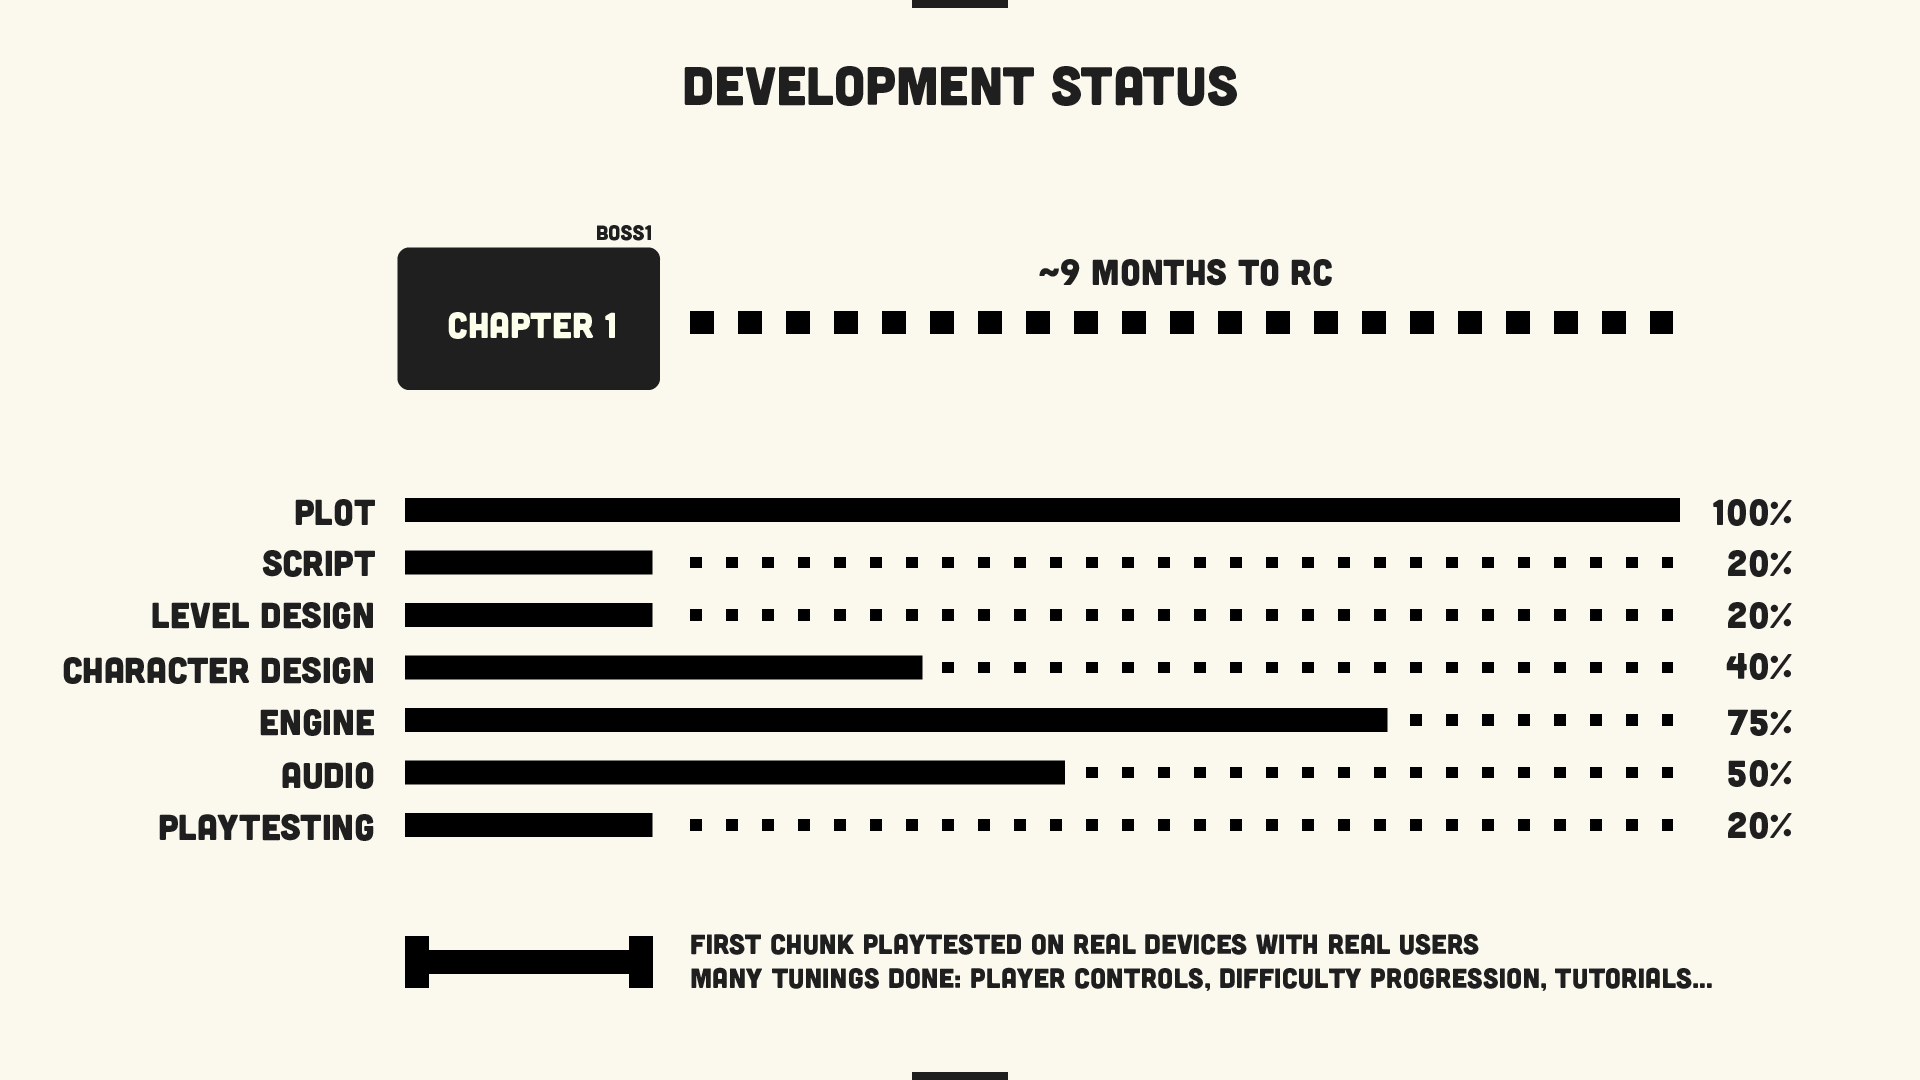 DEVELOPMENT STATUS
BOSS1
CHAPTER 1
~9 MONTHS TO RC
PLOT 100%
SCRIPT 20%
LEVEL DESIGN 20%
CHARACTER DESIGN 40%
ENGINE 75%
AUDIO 50%
PLAYTESTING 20%
FIRST CHUNK PLAYTESTED ON REAL DEVICES WITH REAL USERS
MANY TUNINGS DONE: PLAYER CONTROLS, DIFFICULTY PROGRESSION, TUTORIALS...